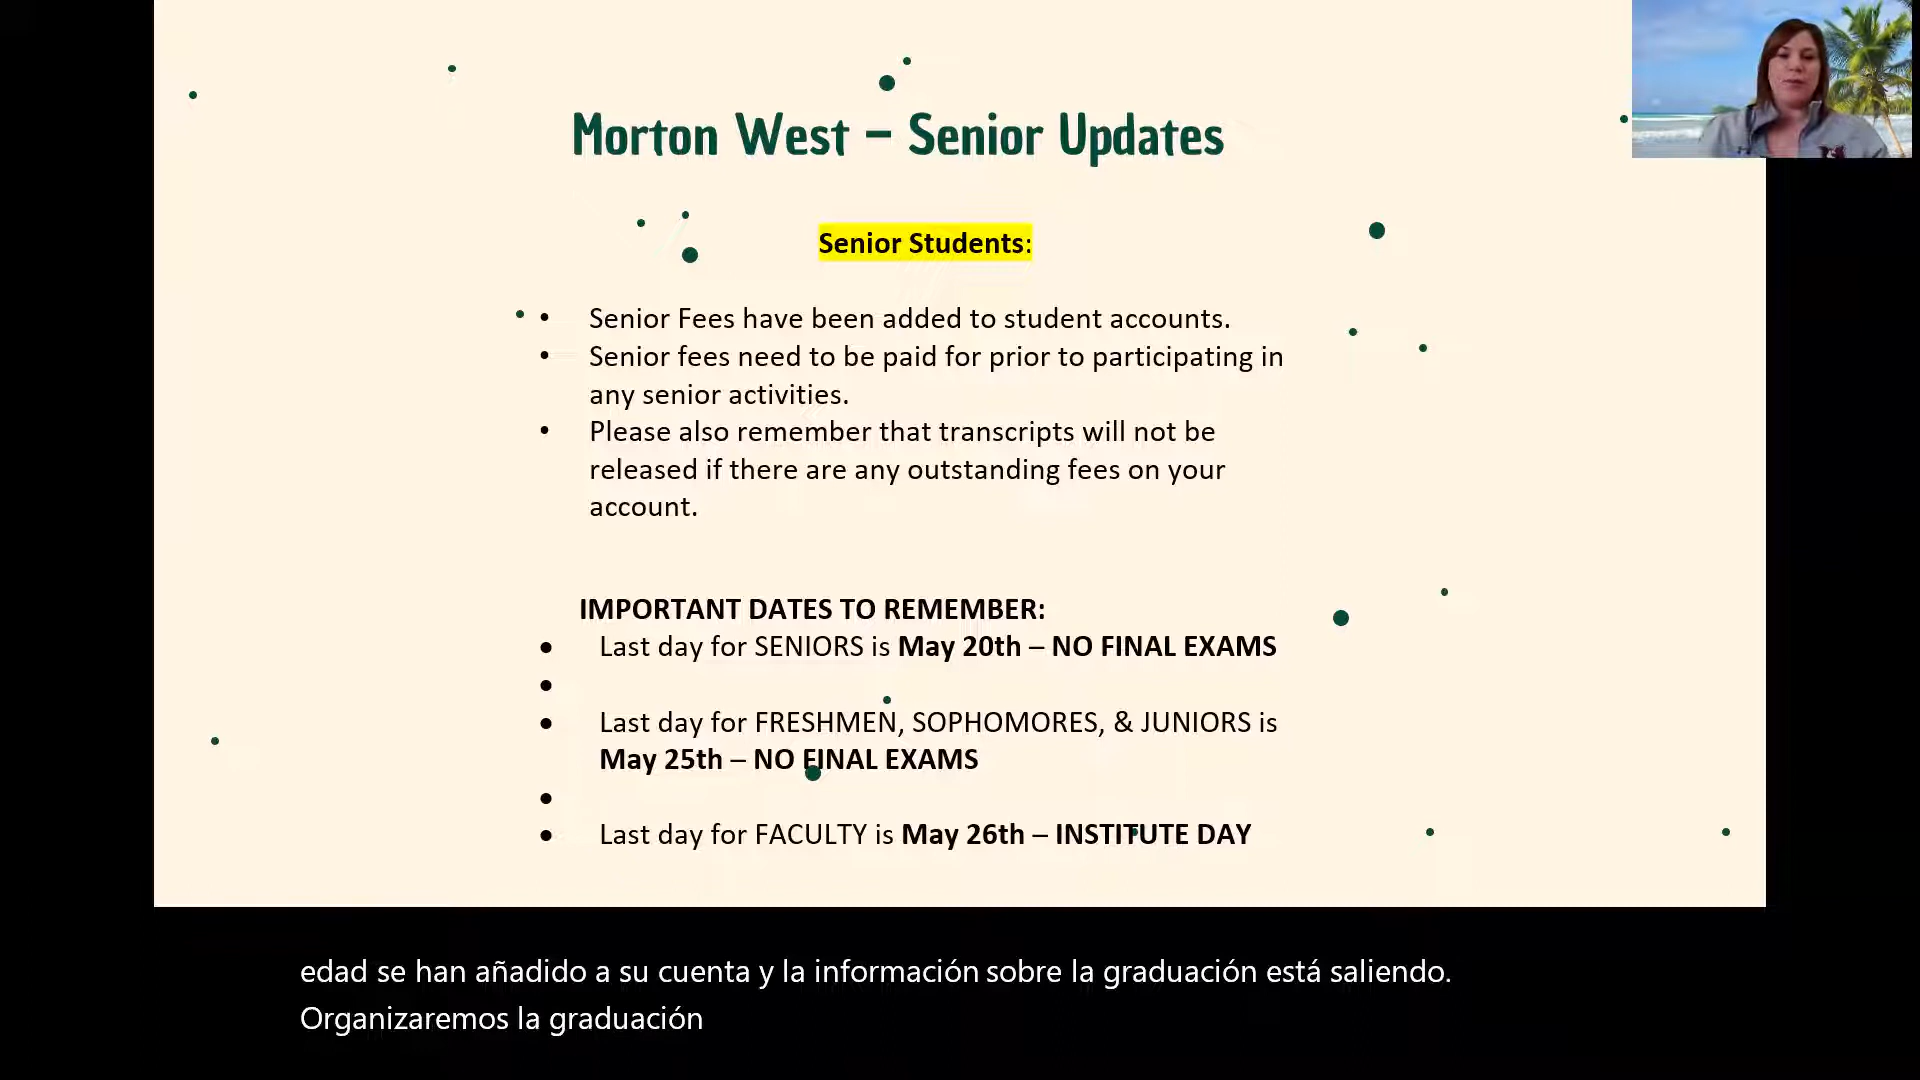 Morton West – Senior Updates
Senior Students:
• Senior Fees have been added to student accounts.
• Senior fees need to be paid for prior to participating in
any senior activities.
• Please also remember that transcripts will not be
released if there are any outstanding fees on your
account.
IMPORTANT DATES TO REMEMBER:
• Last day for SENIORS is May 20th – NO FINAL EXAMS
•
• Last day for FRESHMEN, SOPHOMORES, & JUNIORS is
May 25th – NO FINAL EXAMS
•
• Last day for FACULTY is May 26th – INSTITUTE DAY
edad se han añadido a su cuenta y la información sobre la graduación está saliendo.
Organizaremos la graduación